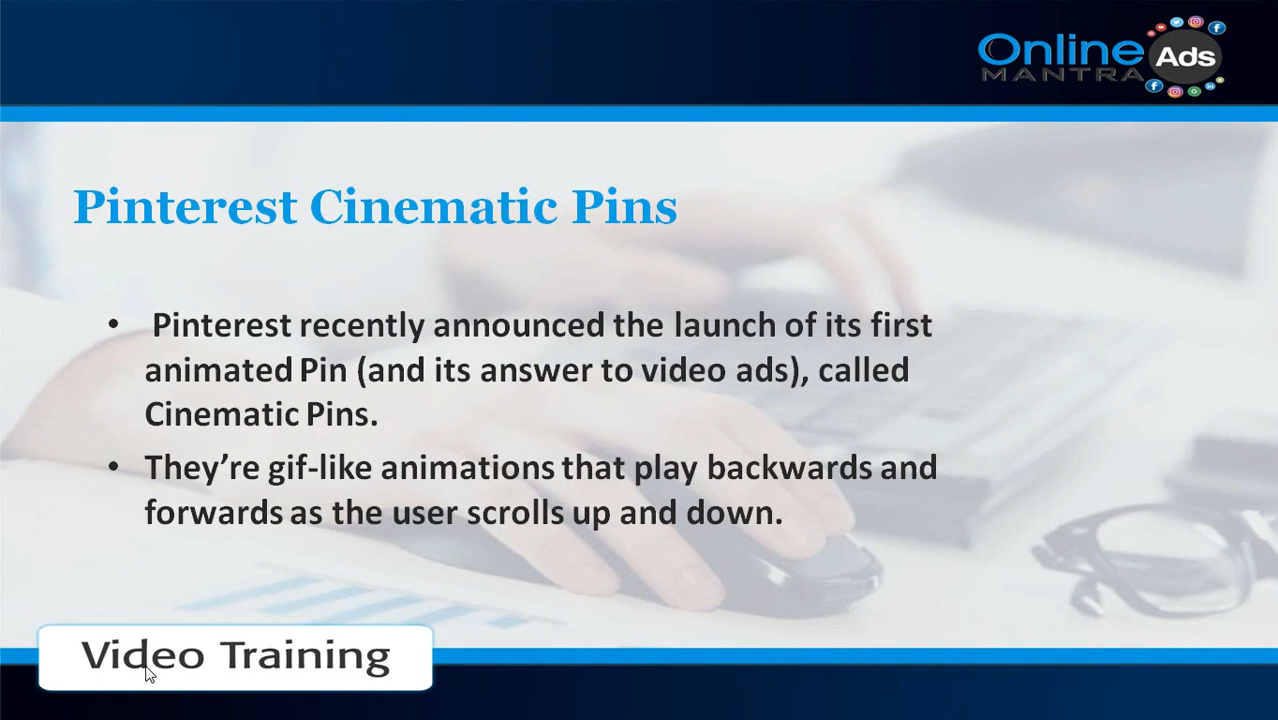 Online
Ads
MANTRA
Pinterest Cinematic Pins
• Pinterest recently announced the launch of its first
animated Pin (and its answer to video ads), called
Cinematic Pins.
• They're gif-like animations that play backwards and
forwards as the user scrolls up and down.
Video Training